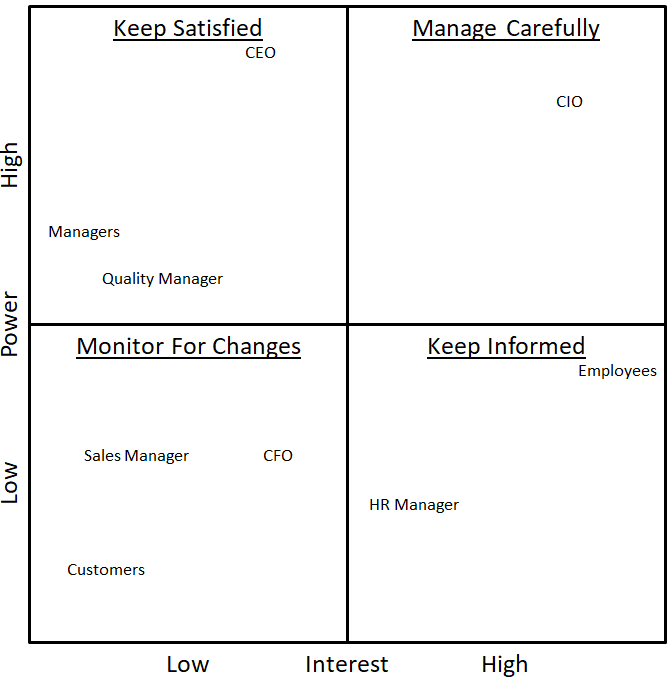 Keep Satisfied
Manage Carefully
CEO
CIO
High
Managers
Quality Manager
Power
Monitor For Changes
Keep Informed
Employees
Sales Manager
CFO
Low
HR Manager
Customers
Low
Interest
High